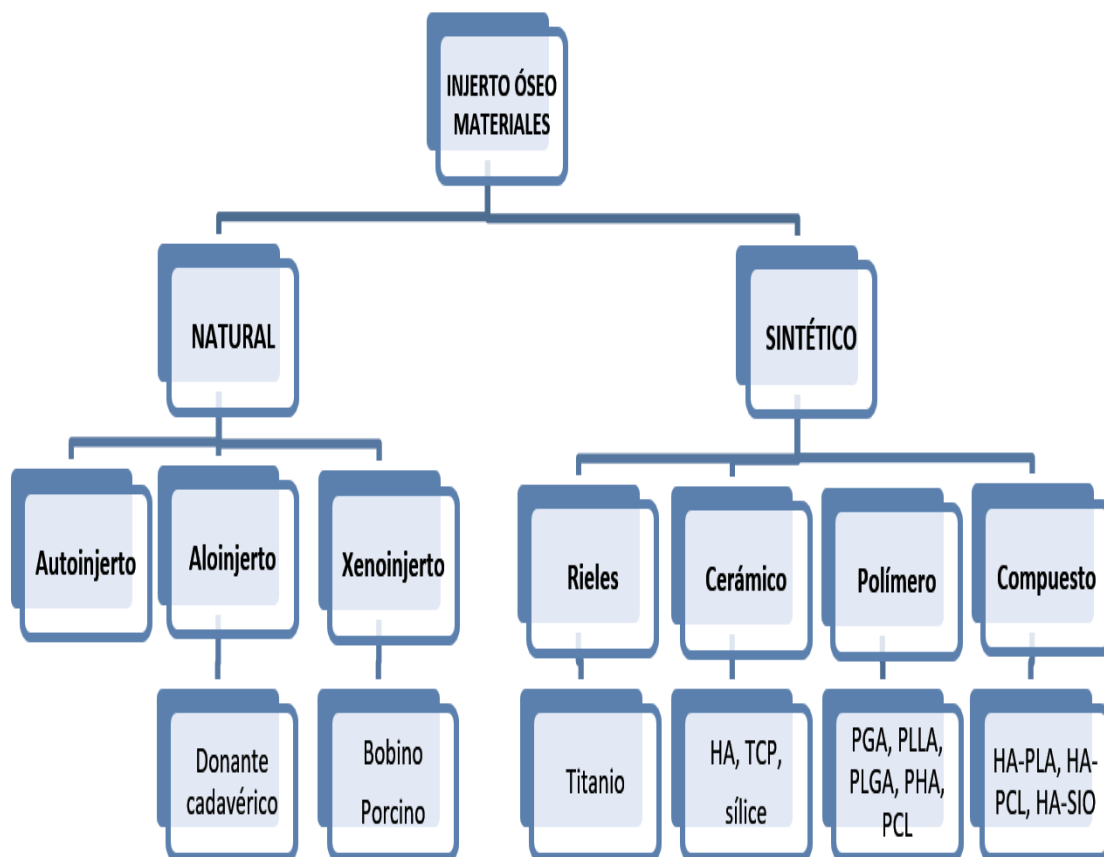 INJERTO ÓSEO
MATERIALES
NATURAL
SINTÉTICO
Autoinjerto
Aloinjerto
Xenoinjerto
Rieles
Cerámico
Polímero
Compuesto
Donante
cadavérico
Bobino
Porcino
Titanio
HA, TCP,
sílice
PGA, PLLA,
PLGA, PHA,
PCL
HA-PLA, HA-
PCL, HA-SIO